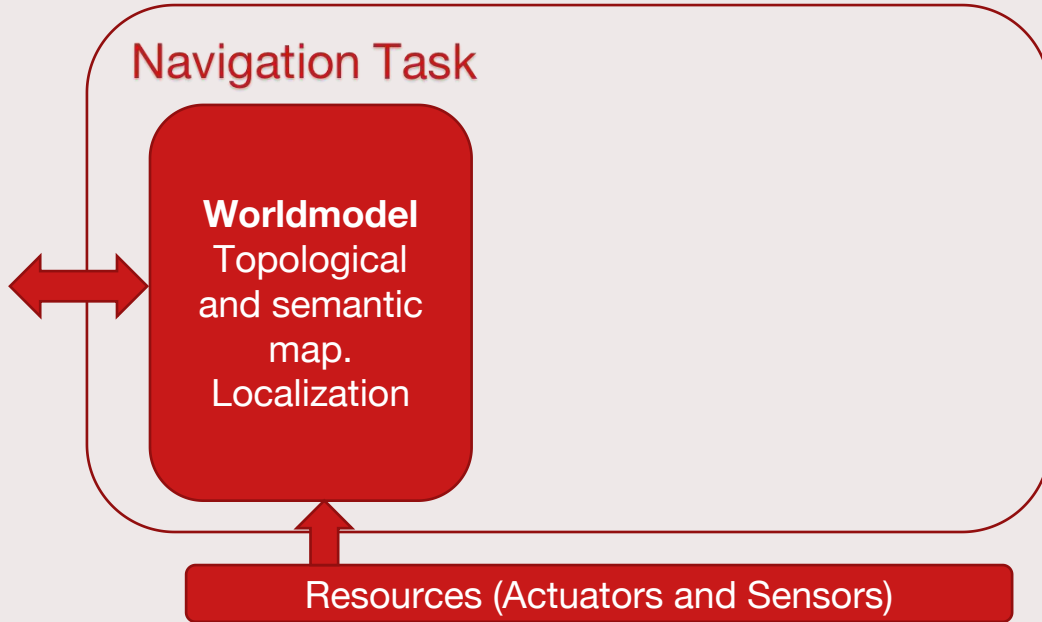 Navigation Task
Worldmodel
Topological
and semantic
map.
Localization
Resources (Actuators and Sensors)